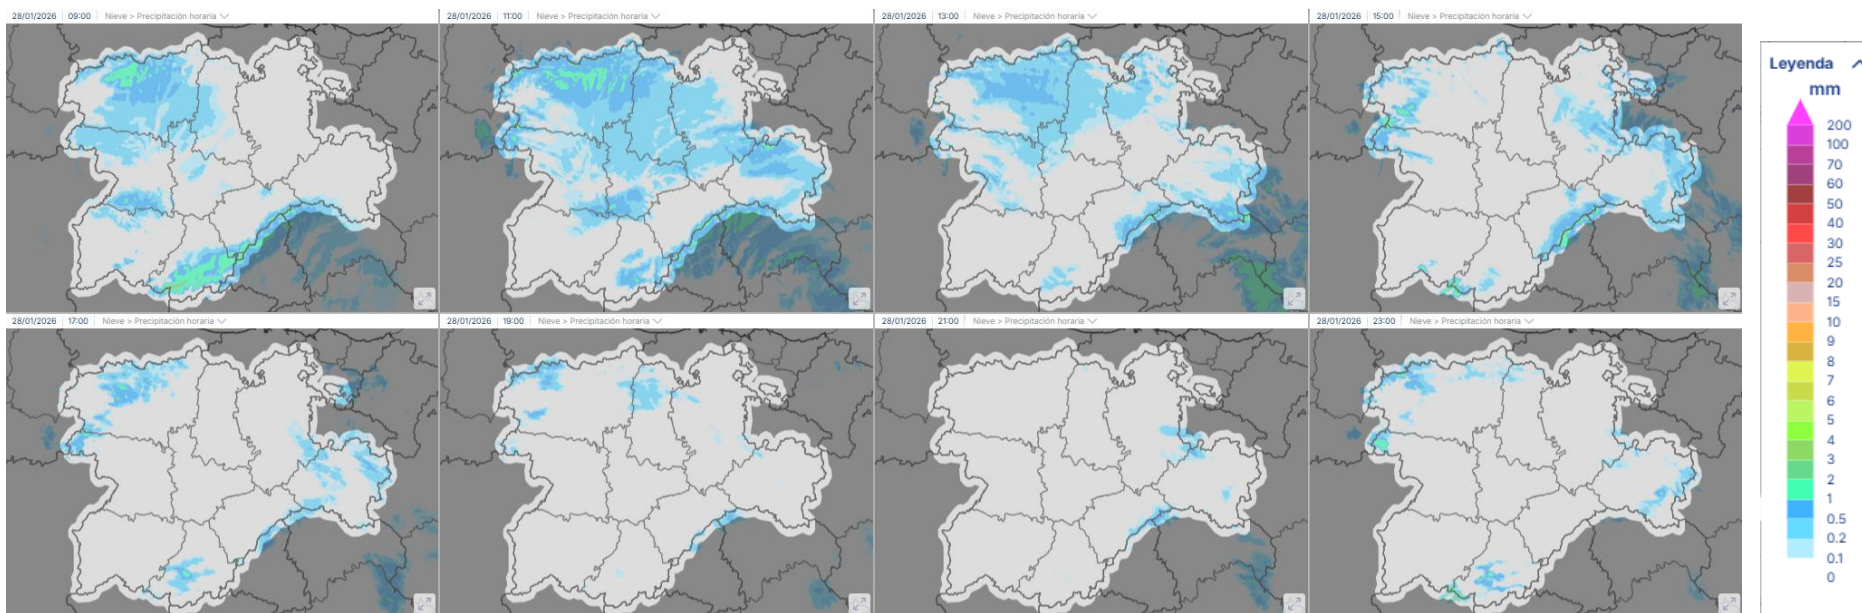 28/01/2026 09:00 Nieve > Precipitación horaria
28/01/2026 11:00 Nieve > Precipitación horaria
28/01/2026 13:00 Nieve > Precipitación horaria
28/01/2026 15:00 Nieve > Precipitación horaria
28/01/2026 17:00 Nieve > Precipitación horaria
28/01/2026 19:00 Nieve > Precipitación horaria
28/01/2026 21:00 Nieve > Precipitación horaria
28/01/2026 23:00 Nieve > Precipitación horaria
Leyenda
mm
200
100
70
60
50
40
30
25
20
15
10
9
8
7
6
5
4
3
2
1
0.5
0.2
0.1
0